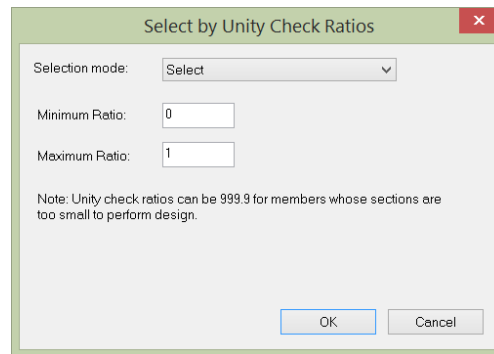 Select by Unity Check Ratios
Selection mode: Select
Minimum Ratio: 0
Maximum Ratio: 1
Note: Unity check ratios can be 999.9 for members whose sections are
too small to perform design.
OK Cancel